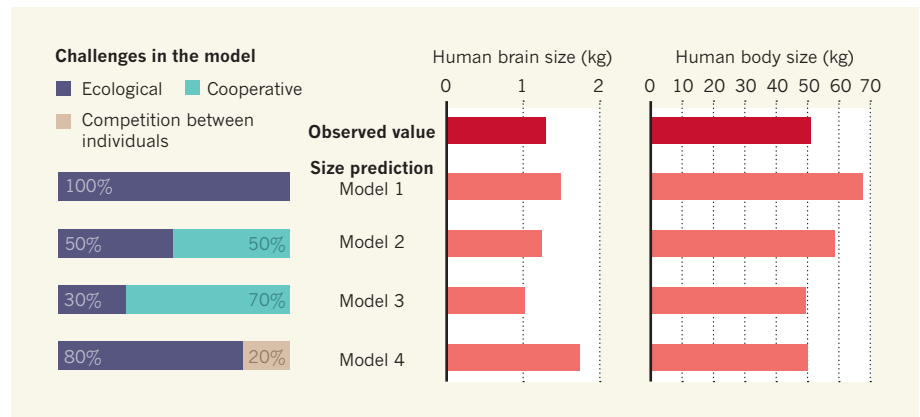 Challenges in the model
Ecological
Cooperative
Competition between
individuals
Human brain size (kg)
0 1 2
Human body size (kg)
0 10 20 30 40 50 60 70
Observed value
Size prediction
100%
Model 1
50% 50%
Model 2
30% 70%
Model 3
80% 20%
Model 4